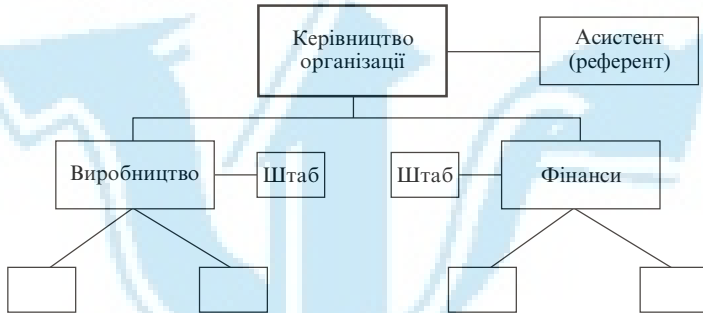 Керівництво
організації
Асистент
(референт)
Виробництво
Штаб
Штаб
Фінанси